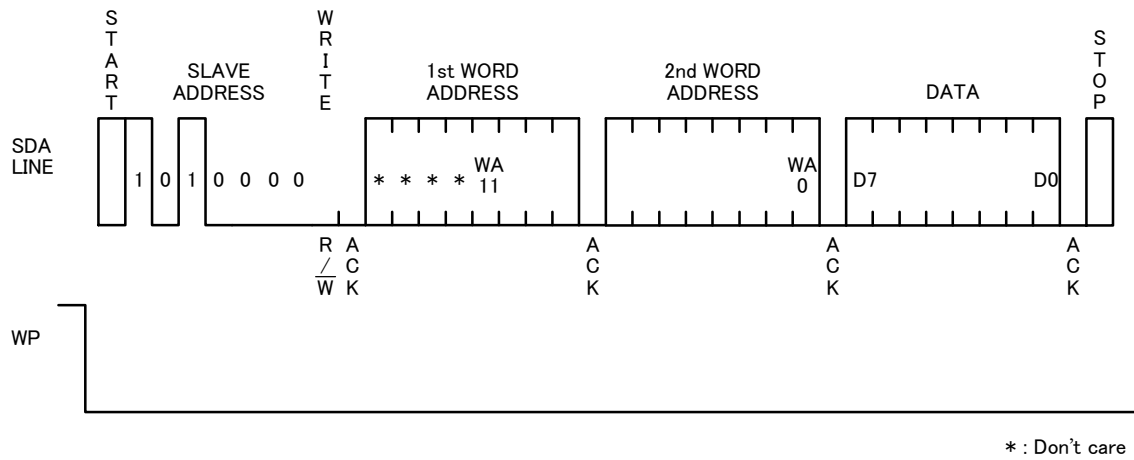 START
WRITE
STOP
SLAVE
ADDRESS
1st WORD
ADDRESS
2nd WORD
ADDRESS
DATA
SDA
LINE
1 0 1 0 0 0 0
* * * * WA
11
WA
0
D7 D0
R/W
ACK
ACK
ACK
ACK
WP
* : Don't care